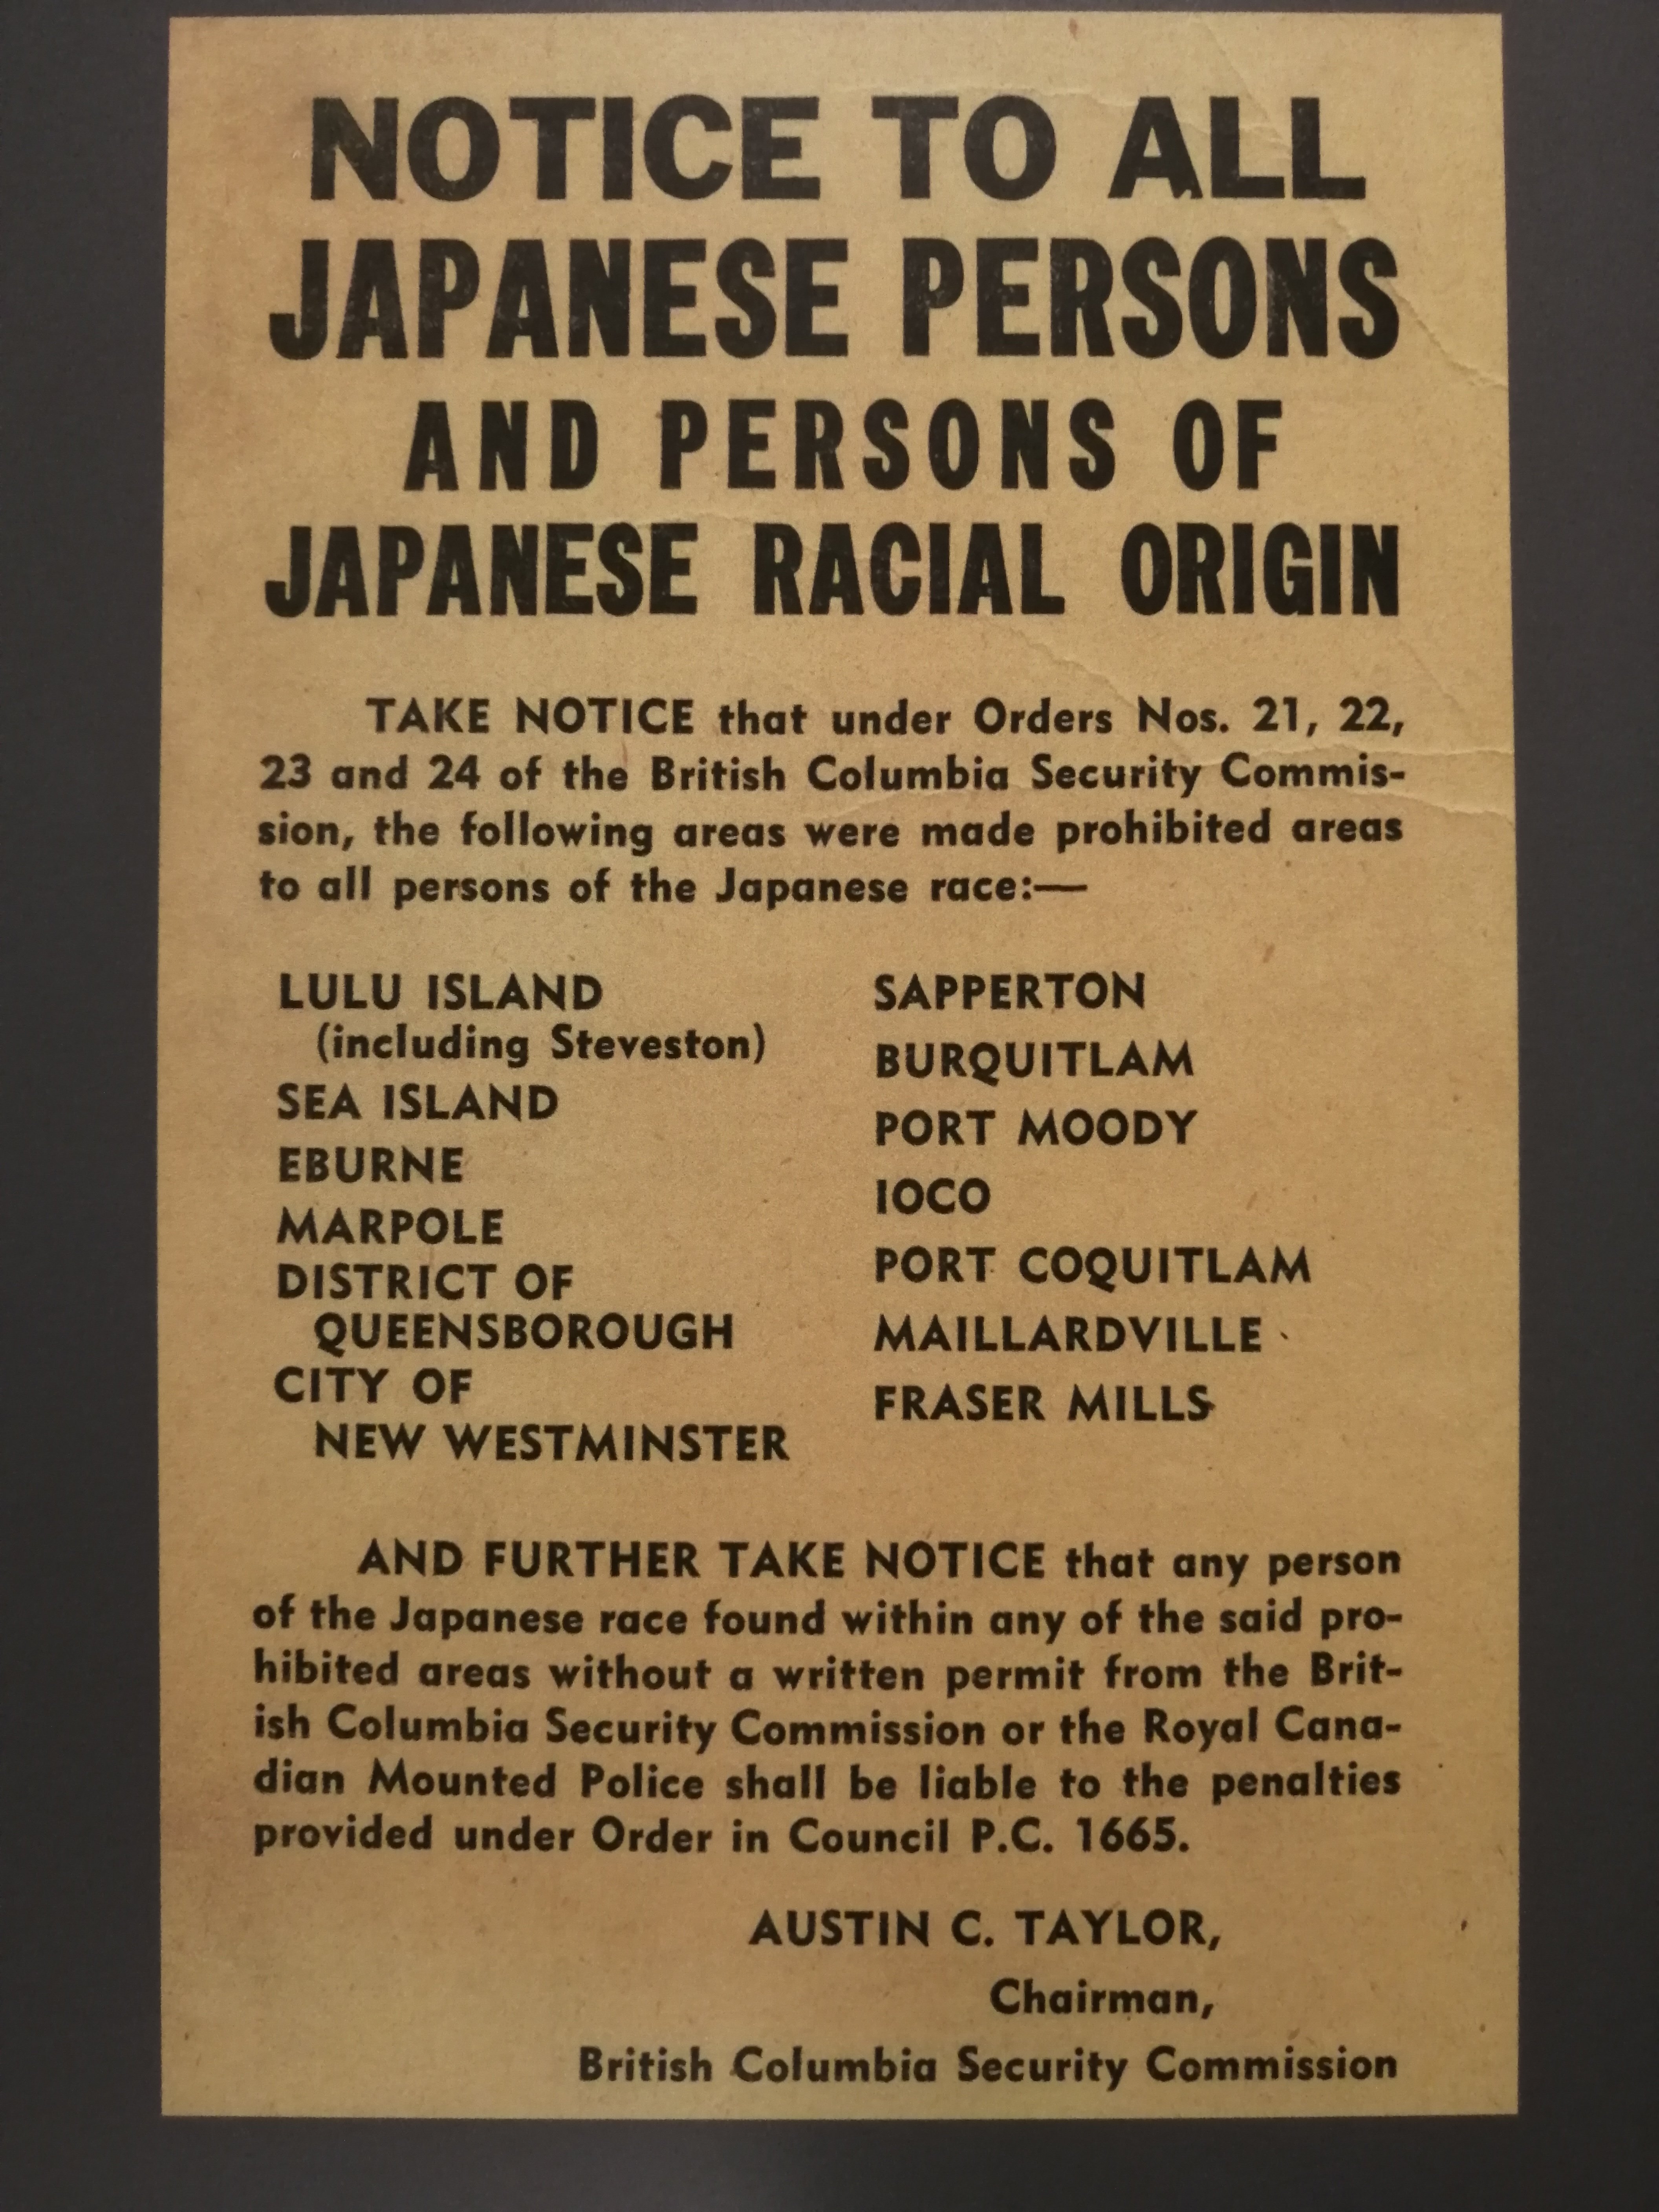 NOTICE TO ALL
JAPANESE PERSONS
AND PERSONS OF
JAPANESE RACIAL ORIGIN
TAKE NOTICE that under Orders Nos. 21, 22,
23 and 24 of the British Columbia Security Commis-
sion, the following areas were made prohibited areas
to all persons of the Japanese race:—
LULU ISLAND
(including Steveston)
SEA ISLAND
EBURNE
MARPOLE
DISTRICT OF
QUEENSBOROUGH
CITY OF
NEW WESTMINSTER
SAPPERTON
BURQUITLAM
PORT MOODY
IOCO
PORT COQUITLAM
MAILLARDVILLE
FRASER MILLS
AND FURTHER TAKE NOTICE that any person
of the Japanese race found within any of the said pro-
hibited areas without a written permit from the Brit-
ish Columbia Security Commission or the Royal Cana-
dian Mounted Police shall be liable to the penalties
provided under Order in Council P.C. 1665.
AUSTIN C. TAYLOR,
Chairman,
British Columbia Security Commission